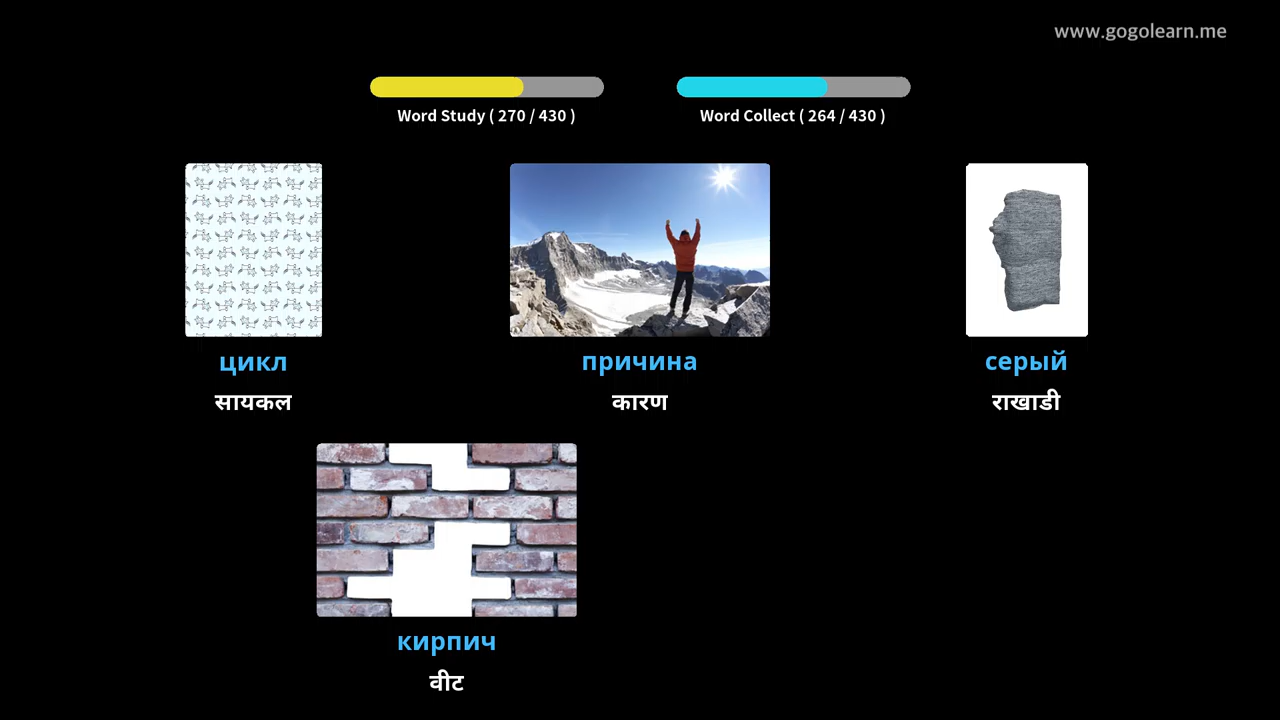 www.gogolearn.me
Word Study ( 270 / 430 )
Word Collect ( 264 / 430 )
цикл
причина
серый
सायकल
कारण
राखाडी
кирпич
वीट